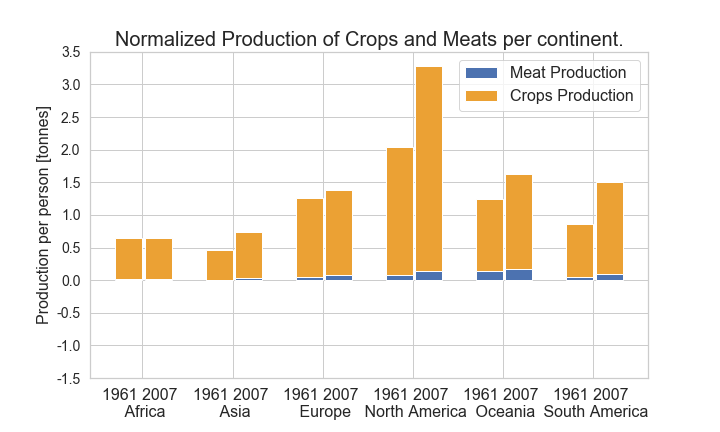 Normalized Production of Crops and Meats per continent.
Meat Production
Crops Production
Production per person [tonnes]
3.5
3.0
2.5
2.0
1.5
1.0
0.5
0.0
-0.5
-1.0
-1.5
1961 2007 1961 2007 1961 2007 1961 2007 1961 2007 1961 2007
Africa Asia Europe North America Oceania South America